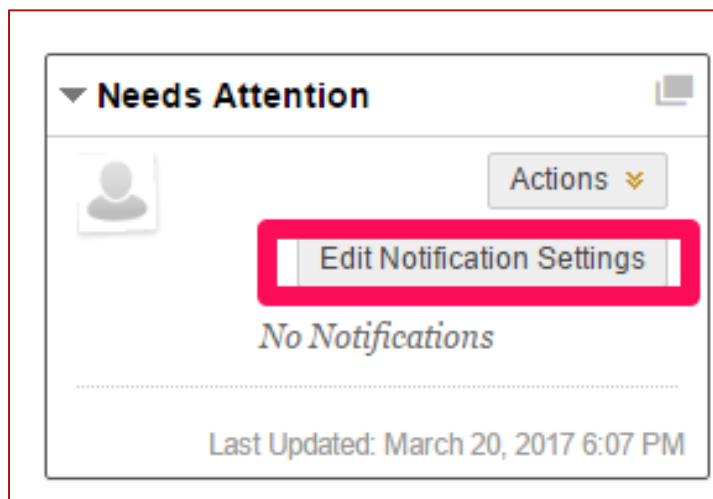 Needs Attention
Actions
Edit Notification Settings
No Notifications
Last Updated: March 20, 2017 6:07 PM